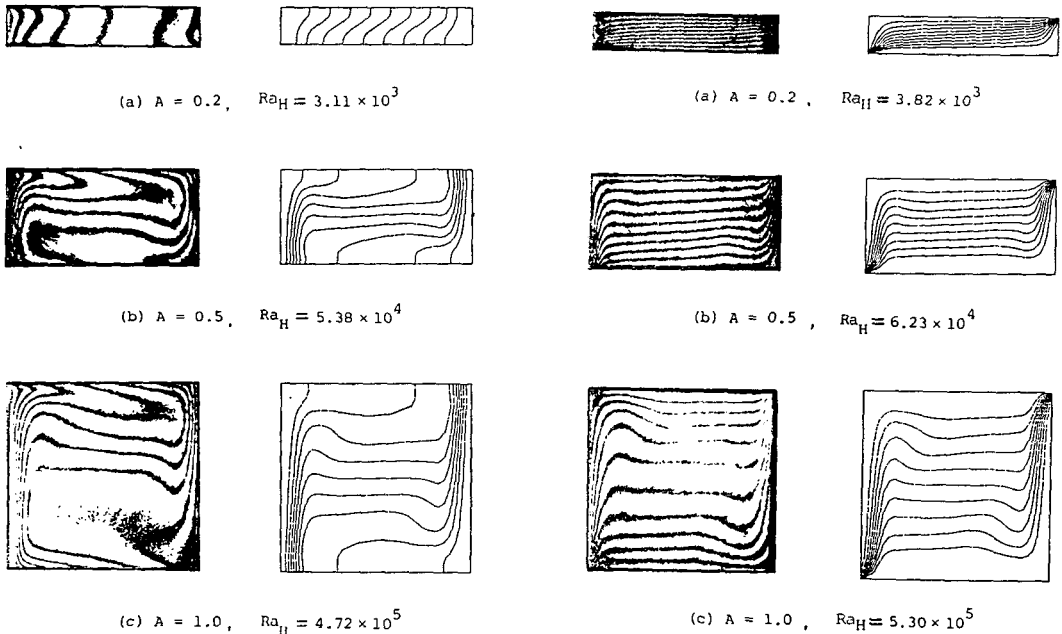 (a) A = 0.2, Ra_H = 3.11 × 10^3
(a) A = 0.2, Ra_H = 3.82 × 10^3
(b) A = 0.5, Ra_H = 5.38 × 10^4
(b) A = 0.5 , Ra_H = 6.23 × 10^4
(c) A = 1.0, Ra_H = 4.72 × 10^5
(c) A = 1.0 , Ra_H = 5.30 × 10^5